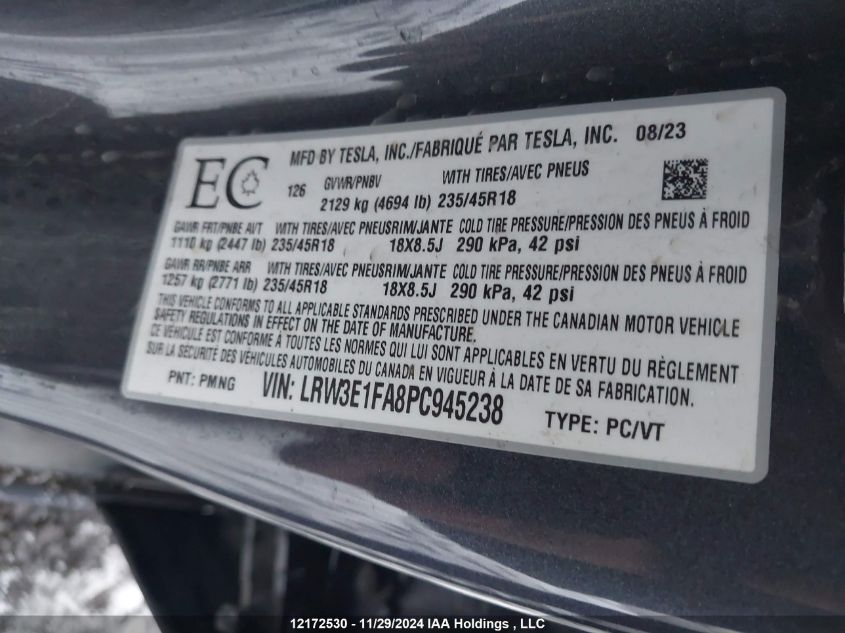 EC
MFD BY TESLA, INC./FABRIQUÉ PAR TESLA, INC. 08/23
126 GVWR/PNBV WITH TIRES/AVEC PNEUS
2129 kg (4694 lb) 235/45R18
GAWR FRT/PNBE AVT WITH TIRES/AVEC PNEUS RIM/JANTE COLD TIRE PRESSURE/PRESSION DES PNEUS À FROID
1110 kg (2447 lb) 235/45R18 18X8.5J 290 kPa, 42 psi
GAWR RR/PNBE ARR WITH TIRES/AVEC PNEUS RIM/JANTE COLD TIRE PRESSURE/PRESSION DES PNEUS À FROID
1257 kg (2771 lb) 235/45R18 18X8.5J 290 kPa, 42 psi
THIS VEHICLE CONFORMS TO ALL APPLICABLE STANDARDS PRESCRIBED UNDER THE CANADIAN MOTOR VEHICLE
SAFETY REGULATIONS IN EFFECT ON THE DATE OF MANUFACTURE.
CE VÉHICULE EST CONFORME À TOUTES LES NORMES QUI LUI SONT APPLICABLES EN VERTU DU RÈGLEMENT
SUR LA SÉCURITÉ DES VÉHICULES AUTOMOBILES DU CANADA EN VIGUEUR À LA DATE DE SA FABRICATION.
PNT: PMNG VIN: LRW3E1FA8PC945238 TYPE: PC/VT
12172530 - 11/29/2024 IAA Holdings , LLC